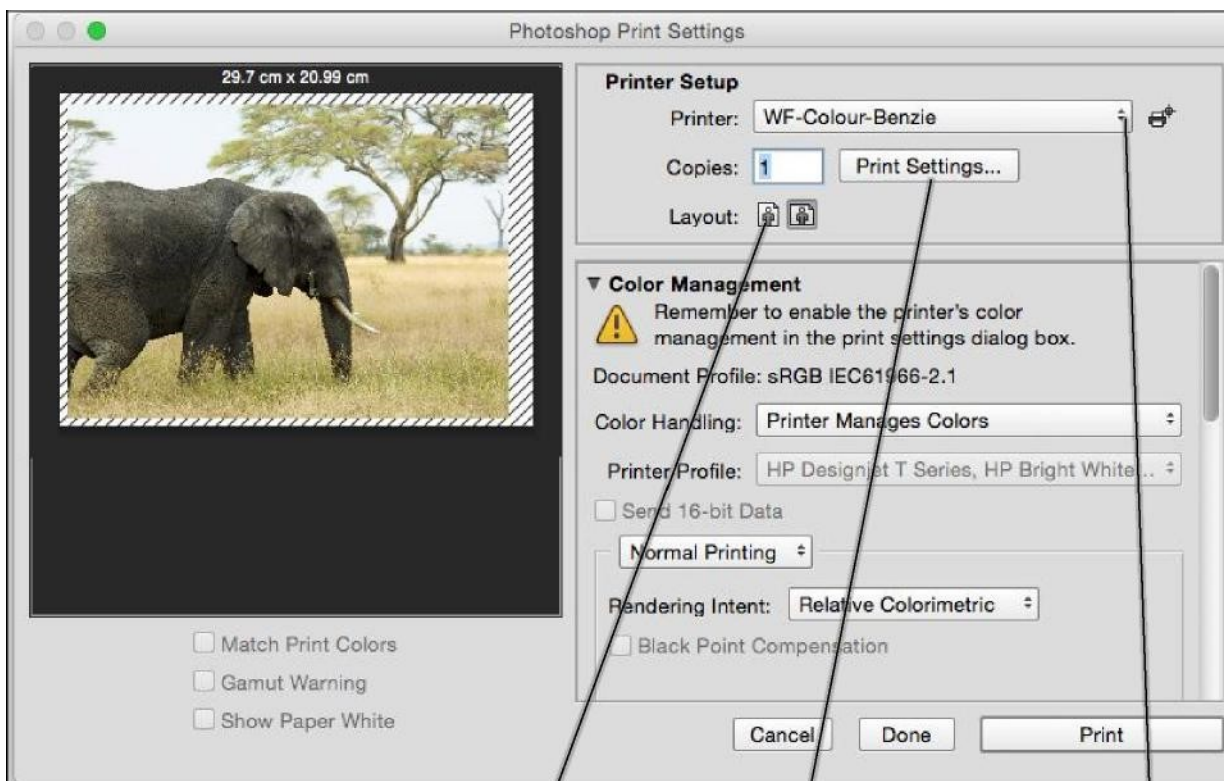 Photoshop Print Settings
29.7 cm x 20.99 cm
Printer Setup
Printer: WF-Colour-Benzie
Copies: 1 Print Settings...
Layout:
Color Management
Remember to enable the printer's color
management in the print settings dialog box.
Document Profile: sRGB IEC61966-2.1
Color Handling: Printer Manages Colors
Printer Profile: HP Designjet T Series, HP Bright White...
Send 16-bit Data
Normal Printing
Rendering Intent: Relative Colorimetric
Black Point Compensation
Match Print Colors
Gamut Warning
Show Paper White
Cancel Done Print